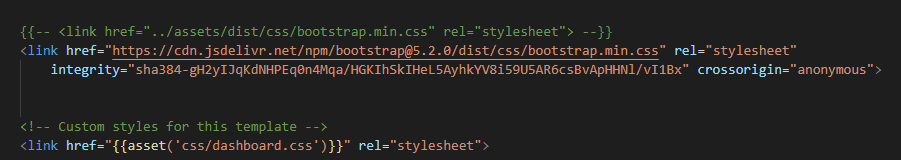 {{-- <link href="../assets/dist/css/bootstrap.min.css" rel="stylesheet"> --}}
<link href="https://cdn.jsdelivr.net/npm/bootstrap@5.2.0/dist/css/bootstrap.min.css" rel="stylesheet"
integrity="sha384-gH2yIJqKdNHPEq0n4Mqa/HGKIhSkIHeL5AyhkYV8i59U5AR6csBvApHHNl/vI1Bx" crossorigin="anonymous">
<!-- Custom styles for this template -->
<link href="{{asset('css/dashboard.css')}}" rel="stylesheet">